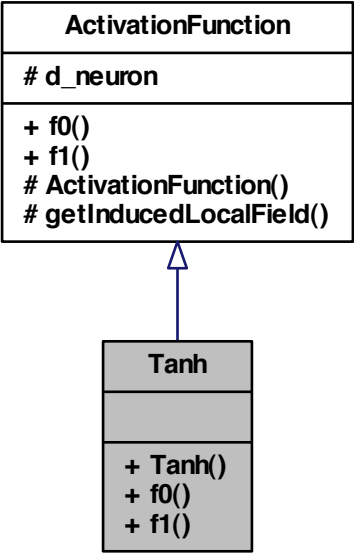 ActivationFunction
# d_neuron
+ f0()
+ f1()
# ActivationFunction()
# getInducedLocalField()
Tanh
+ Tanh()
+ f0()
+ f1()